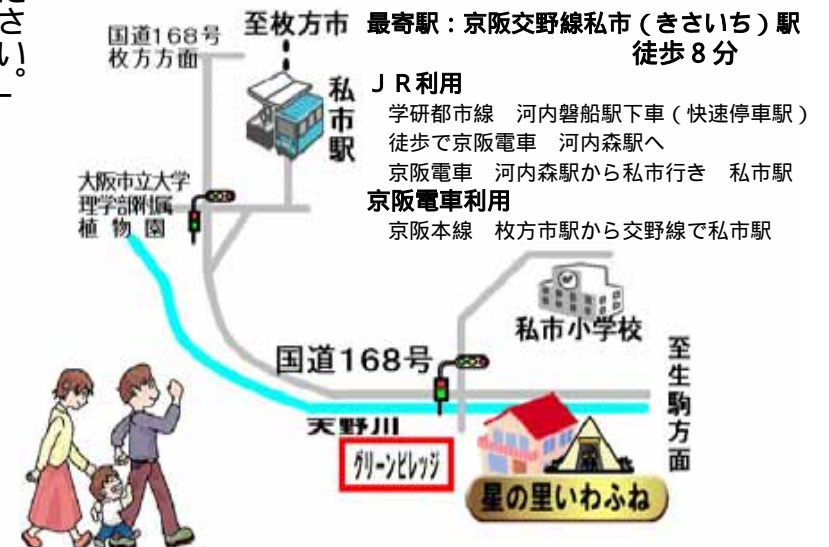 ださい。」
国道168号
枚方方面
至枚方市
最寄駅：京阪交野線私市（きさいち）駅
徒歩８分
私市駅
ＪＲ利用
学研都市線　河内磐船駅下車（快速停車駅）
徒歩で京阪電車　河内森駅へ
京阪電車　河内森駅から私市行き　私市駅
京阪電車利用
京阪本線　枚方市駅から交野線で私市駅
大阪市立大学
理学部附属
植物園
私市小学校
国道168号
至生駒方面
天野川
グリーンビレッジ
星の里いわふね